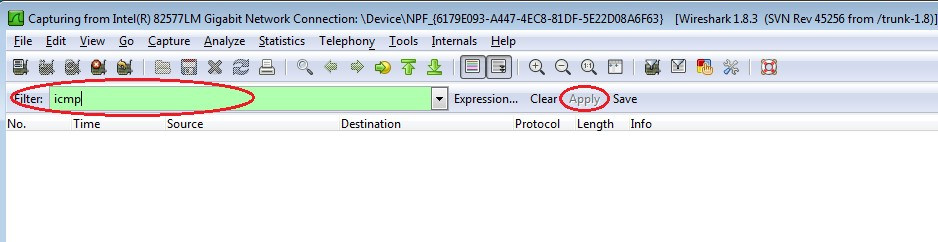 Capturing from Intel(R) 82577LM Gigabit Network Connection: \Device\NPF_{6179E093-A447-4EC8-81DF-5E22D08A6F63} [Wireshark 1.8.3 (SVN Rev 45256 from /trunk-1.8)]
File Edit View Go Capture Analyze Statistics Telephony Tools Internals Help
Filter: icmp Expression... Clear Apply Save
No. Time Source Destination Protocol Length Info